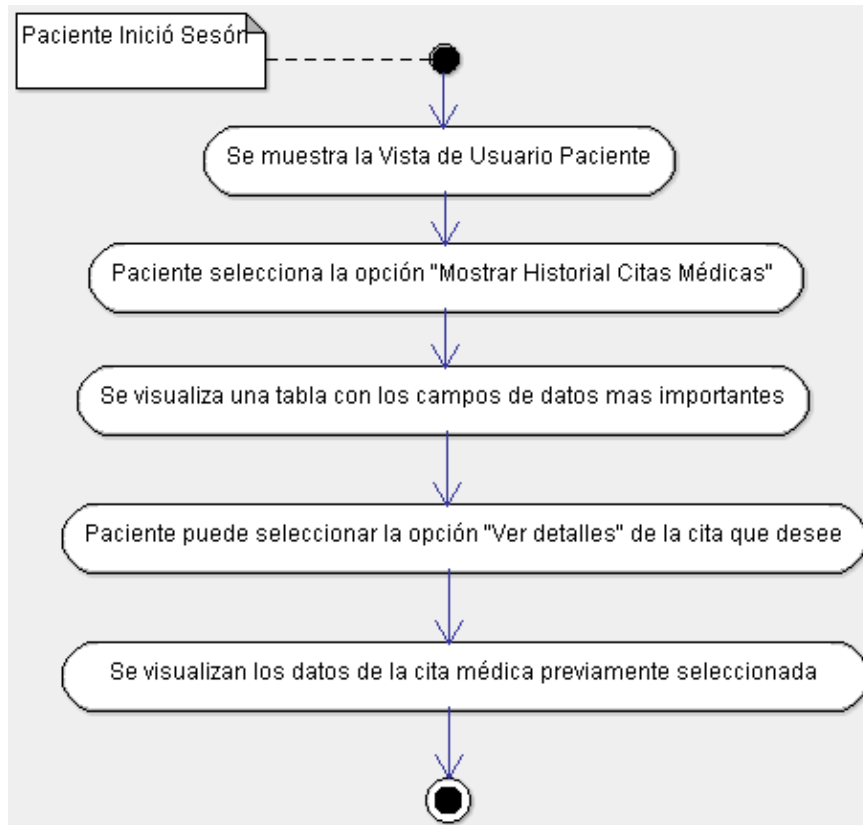 Paciente Inició Sesón
Se muestra la Vista de Usuario Paciente
Paciente selecciona la opción "Mostrar Historial Citas Médicas"
Se visualiza una tabla con los campos de datos mas importantes
Paciente puede seleccionar la opción "Ver detalles" de la cita que desee
Se visualizan los datos de la cita médica previamente seleccionada